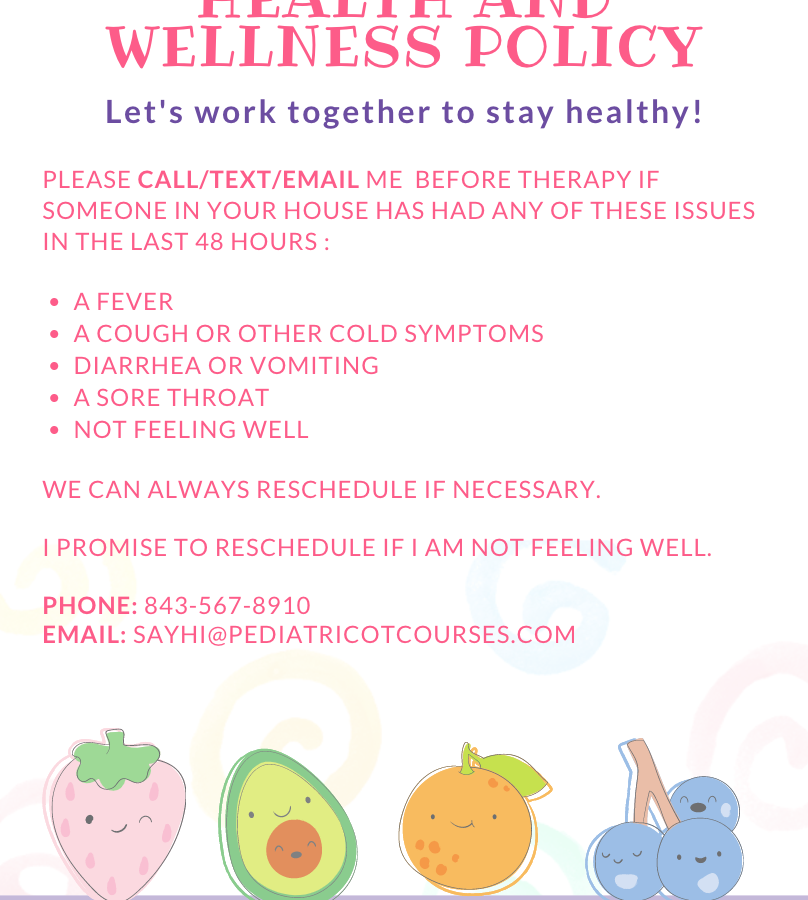 HEALTH AND
WELLNESS POLICY
Let's work together to stay healthy!
PLEASE CALL/TEXT/EMAIL ME BEFORE THERAPY IF
SOMEONE IN YOUR HOUSE HAS HAD ANY OF THESE ISSUES
IN THE LAST 48 HOURS :
• A FEVER
• A COUGH OR OTHER COLD SYMPTOMS
• DIARRHEA OR VOMITING
• A SORE THROAT
• NOT FEELING WELL
WE CAN ALWAYS RESCHEDULE IF NECESSARY.
I PROMISE TO RESCHEDULE IF I AM NOT FEELING WELL.
PHONE: 843-567-8910
EMAIL: SAYHI@PEDIATRICOTCOURSES.COM